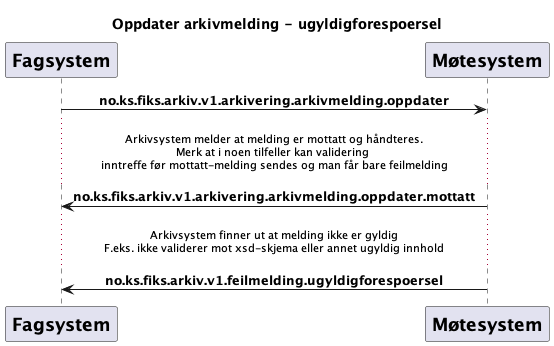 Oppdater arkivmelding - ugyldigforespoersel
Fagsystem
Møtesystem
no.ks.fiks.arkiv.v1.arkivering.arkivmelding.oppdater
Arkivsystem melder at melding er mottatt og håndteres.
Merk at i noen tilfeller kan validering
inntreffe før mottatt-melding sendes og man får bare feilmelding
no.ks.fiks.arkiv.v1.arkivering.arkivmelding.oppdater.mottatt
Arkivsystem finner ut at melding ikke er gyldig
F.eks. ikke validerer mot xsd-skjema eller annet ugyldig innhold
no.ks.fiks.arkiv.v1.feilmelding.ugyldigforespoersel
Fagsystem
Møtesystem